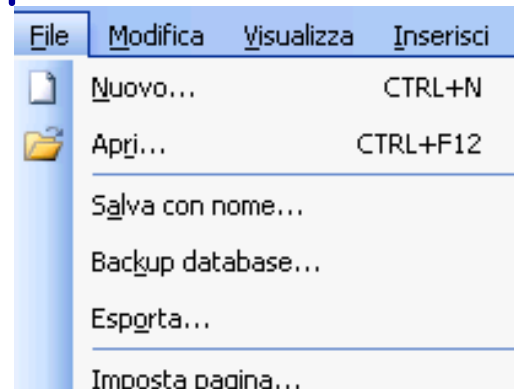 File Modifica Visualizza Inserisci
Nuovo... CTRL+N
Apri... CTRL+F12
Salva con nome...
Backup database...
Esporta...
Imposta pagina...